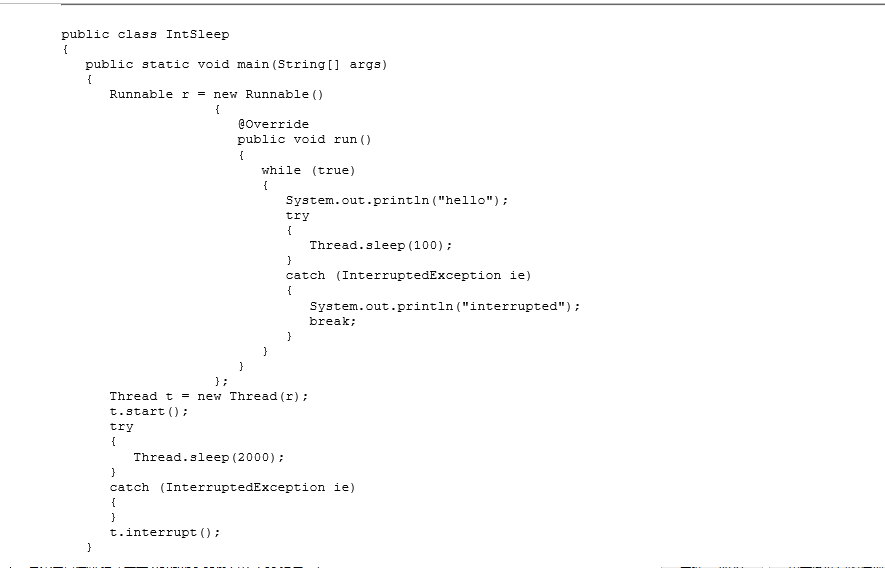 public class IntSleep
{
public static void main(String[] args)
{
Runnable r = new Runnable()
{
@Override
public void run()
{
while (true)
{
System.out.println("hello");
try
{
Thread.sleep(100);
}
catch (InterruptedException ie)
{
System.out.println("interrupted");
break;
}
}
}
};
Thread t = new Thread(r);
t.start();
try
{
Thread.sleep(2000);
}
catch (InterruptedException ie)
{
}
t.interrupt();
}